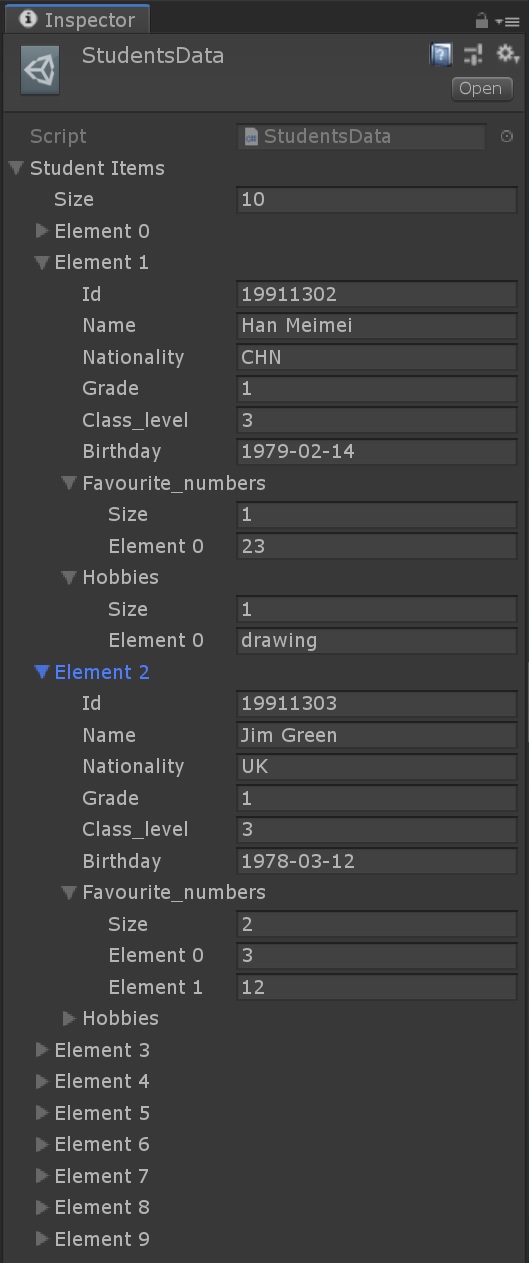 Inspector
StudentsData
Open
Script StudentsData
Student Items
Size 10
Element 0
Element 1
Id 19911302
Name Han Meimei
Nationality CHN
Grade 1
Class_level 3
Birthday 1979-02-14
Favourite_numbers
Size 1
Element 0 23
Hobbies
Size 1
Element 0 drawing
Element 2
Id 19911303
Name Jim Green
Nationality UK
Grade 1
Class_level 3
Birthday 1978-03-12
Favourite_numbers
Size 2
Element 0 3
Element 1 12
Hobbies
Element 3
Element 4
Element 5
Element 6
Element 7
Element 8
Element 9